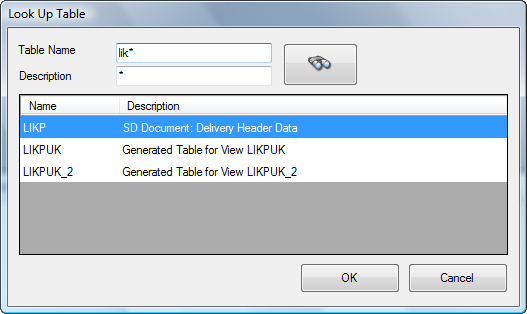 Look Up Table
Table Name lik*
Description *
Name Description
LIKP SD Document: Delivery Header Data
LIKPUK Generated Table for View LIKPUK
LIKPUK_2 Generated Table for View LIKPUK_2
OK Cancel